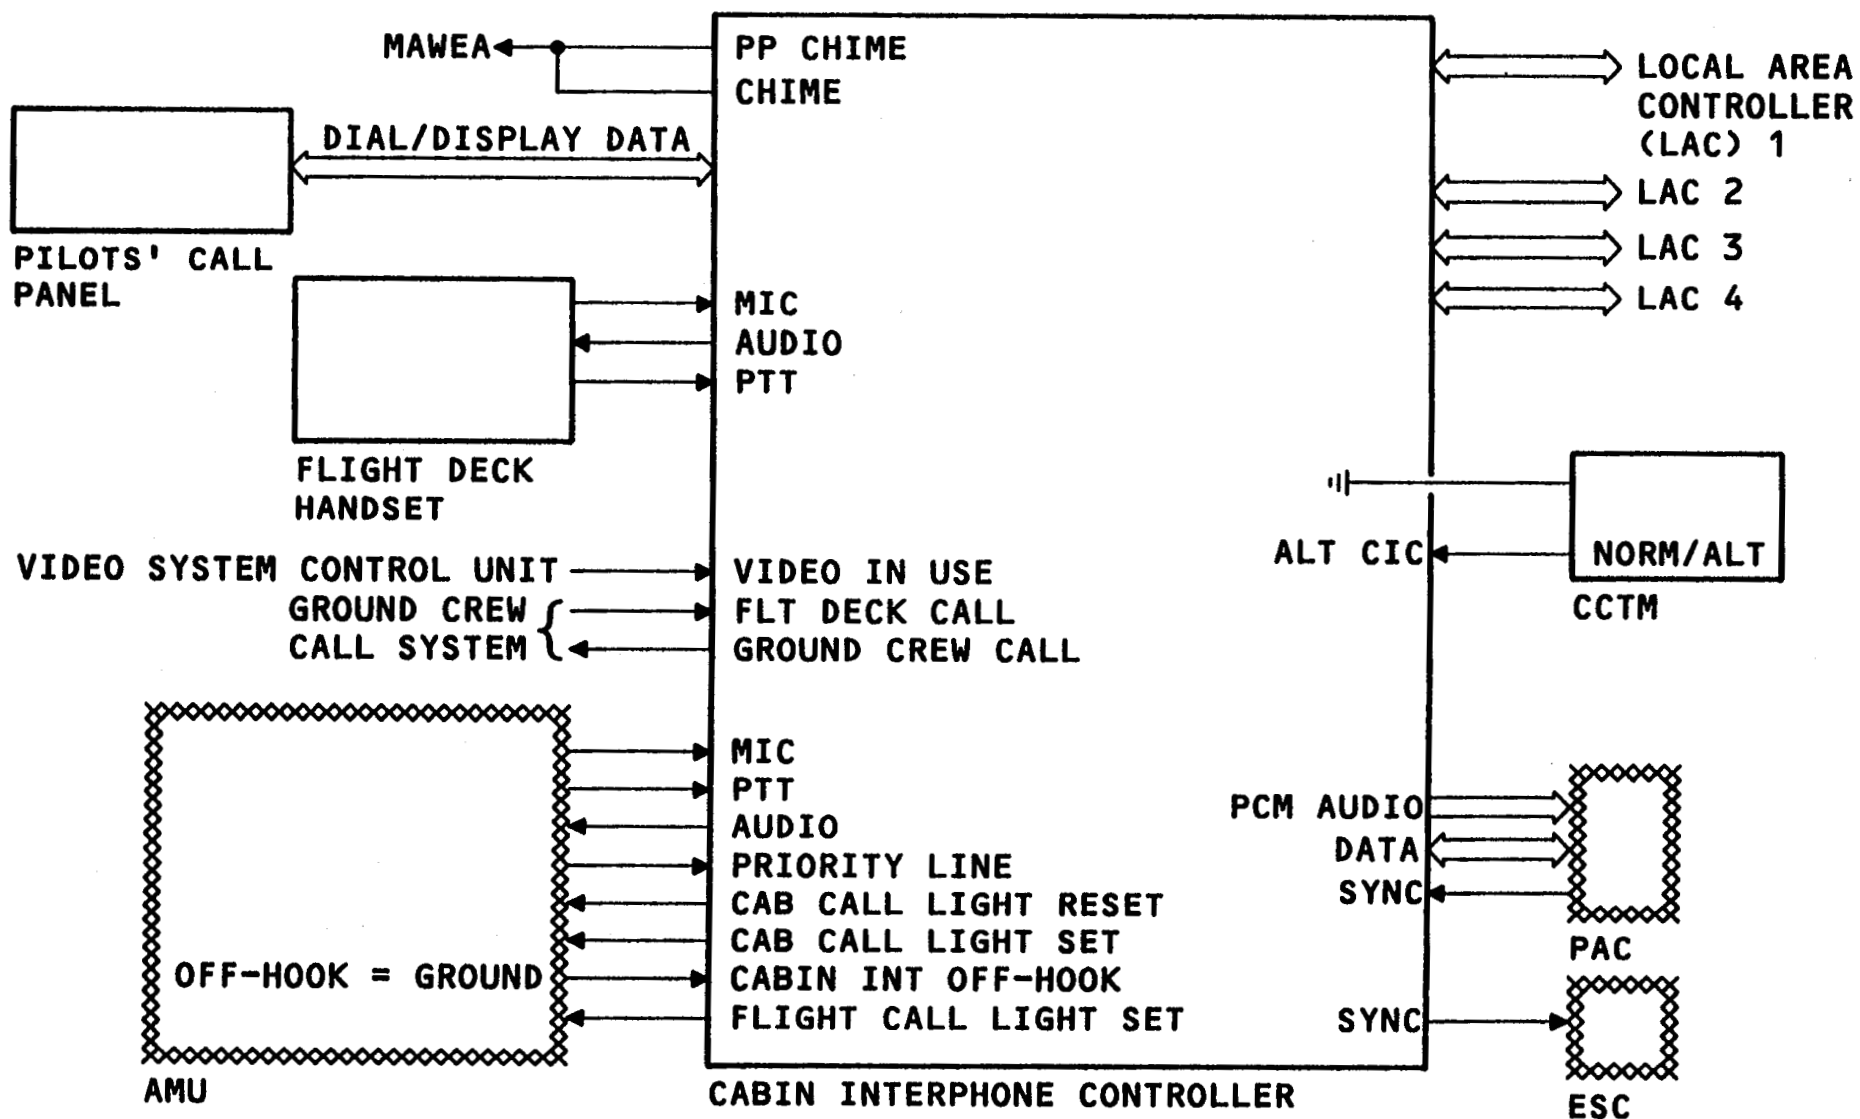 MAWEA
PP CHIME
CHIME
DIAL/DISPLAY DATA
PILOTS' CALL
PANEL
MIC
AUDIO
PTT
FLIGHT DECK
HANDSET
VIDEO SYSTEM CONTROL UNIT
VIDEO IN USE
GROUND CREW
CALL SYSTEM
FLT DECK CALL
GROUND CREW CALL
MIC
PTT
AUDIO
PRIORITY LINE
CAB CALL LIGHT RESET
CAB CALL LIGHT SET
OFF-HOOK = GROUND
CABIN INT OFF-HOOK
FLIGHT CALL LIGHT SET
AMU
CABIN INTERPHONE CONTROLLER
LOCAL AREA
CONTROLLER
(LAC) 1
LAC 2
LAC 3
LAC 4
ALT CIC
NORM/ALT
CCTM
PCM AUDIO
DATA
SYNC
PAC
SYNC
ESC